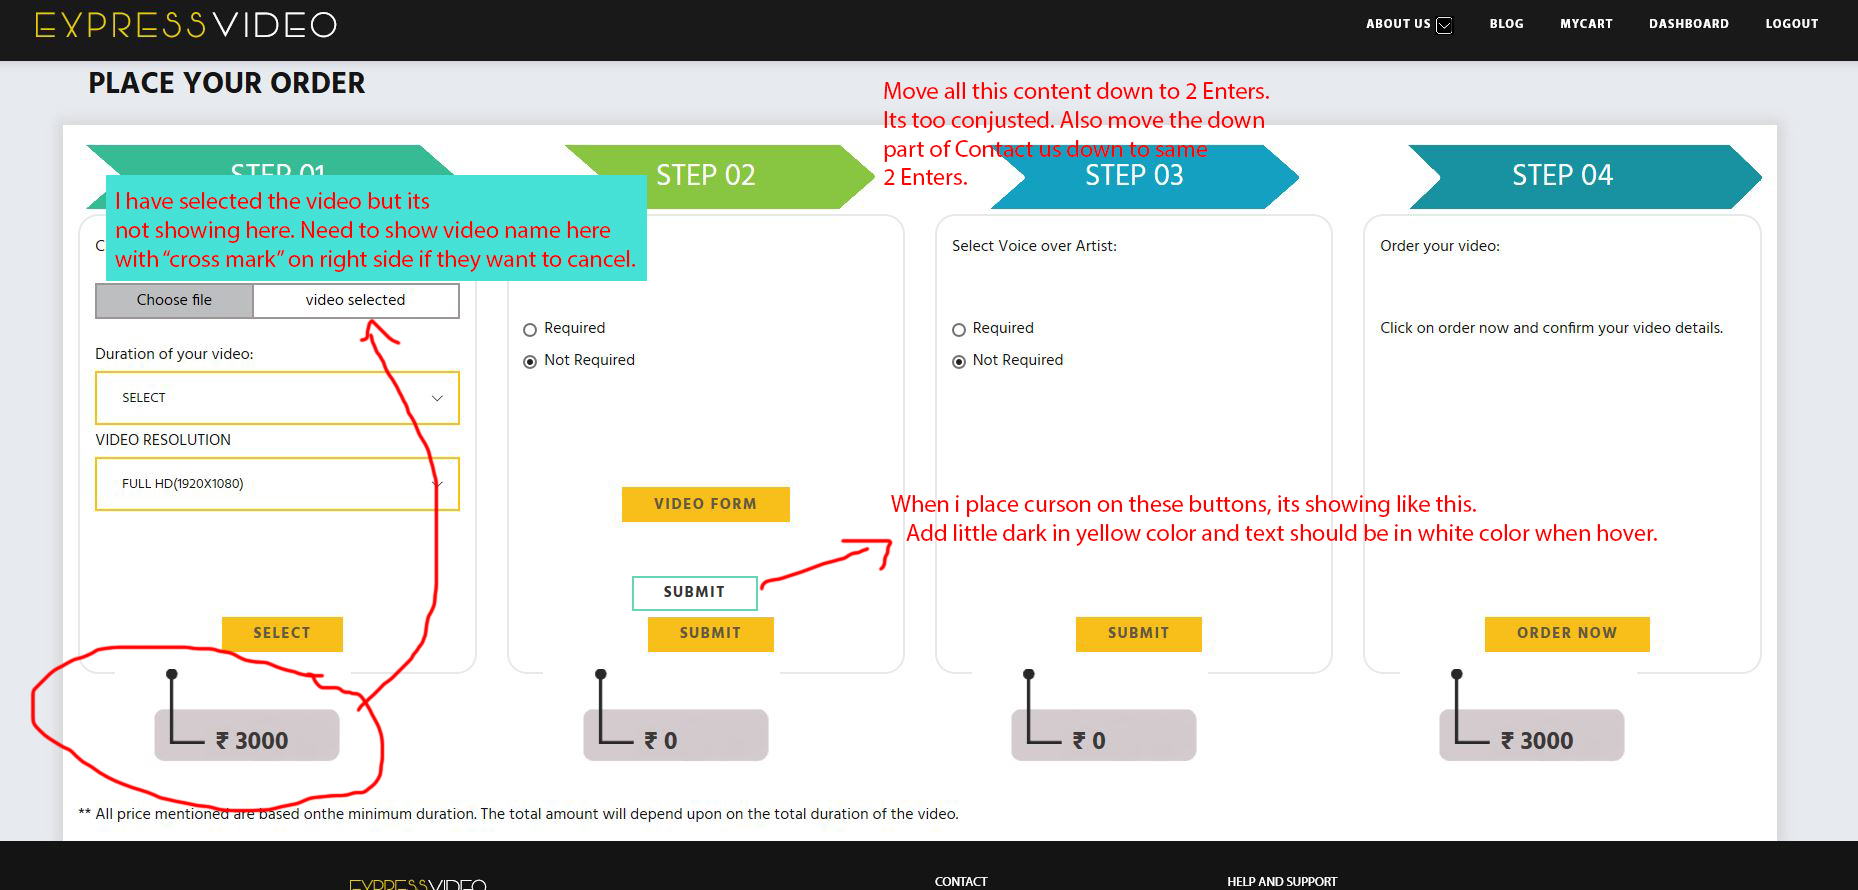 EXPRESSVIDEO
ABOUT US
BLOG
MYCART
DASHBOARD
LOGOUT
PLACE YOUR ORDER
Move all this content down to 2 Enters.
Its too conjusted. Also move the down
part of Contact us down to same
2 Enters.
STEP 01
STEP 02
STEP 03
STEP 04
I have selected the video but its
not showing here. Need to show video name here
with “cross mark” on right side if they want to cancel.
C
Choose file
video selected
Duration of your video:
SELECT
VIDEO RESOLUTION
FULL HD(1920X1080)
SELECT
₹ 3000
Required
Not Required
VIDEO FORM
SUBMIT
SUBMIT
₹ 0
When i place curson on these buttons, its showing like this.
Add little dark in yellow color and text should be in white color when hover.
Select Voice over Artist:
Required
Not Required
SUBMIT
₹ 0
Order your video:
Click on order now and confirm your video details.
ORDER NOW
₹ 3000
** All price mentioned are based onthe minimum duration. The total amount will depend upon on the total duration of the video.
EXPRESSVIDEO
CONTACT
HELP AND SUPPORT